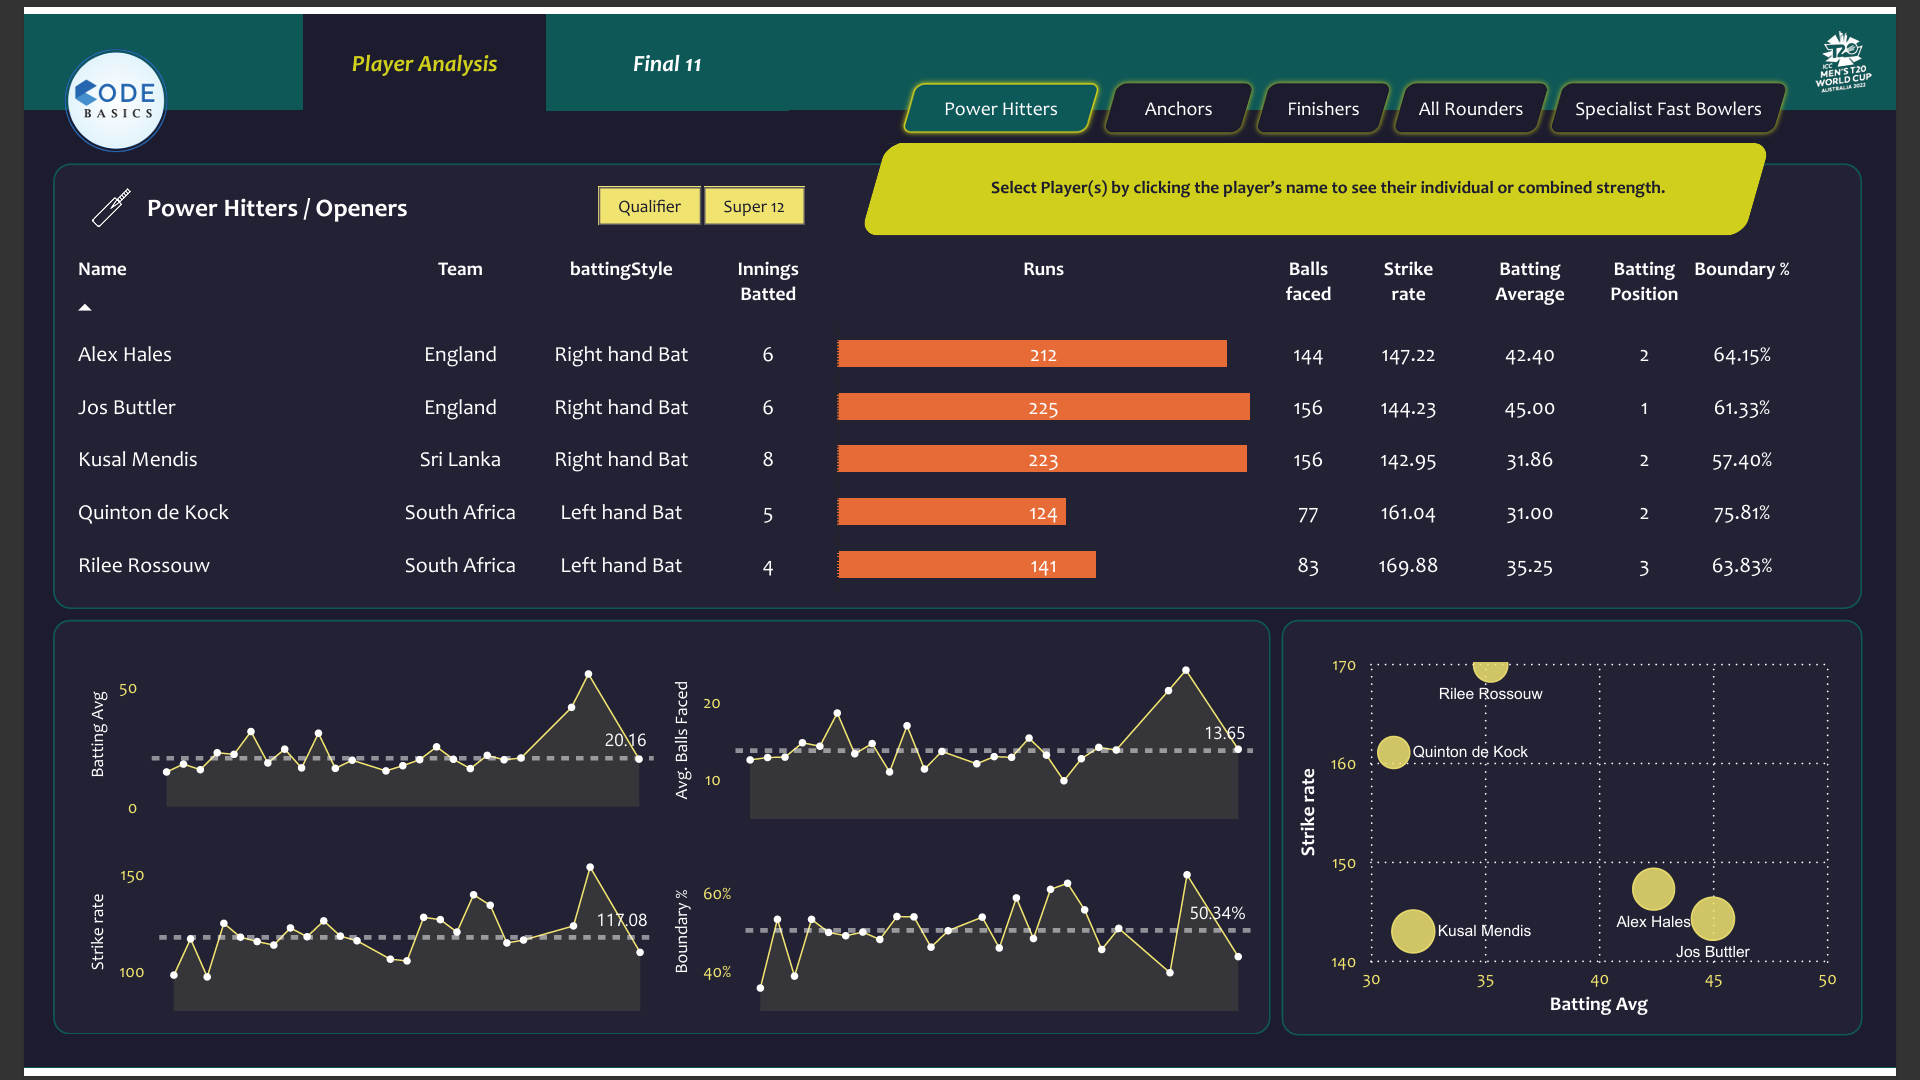 Player Analysis
Final 11
CODE
BASICS
ICC
T20
MEN'S T20
WORLD CUP
AUSTRALIA 2022
Power Hitters
Anchors
Finishers
All Rounders
Specialist Fast Bowlers
Select Player(s) by clicking the player's name to see their individual or combined strength.
Power Hitters / Openers
Qualifier
Super 12
Name Team battingStyle Innings Batted Runs Balls faced Strike rate Batting Average Batting Position Boundary %
Alex Hales England Right hand Bat 6 212 144 147.22 42.40 2 64.15%
Jos Buttler England Right hand Bat 6 225 156 144.23 45.00 1 61.33%
Kusal Mendis Sri Lanka Right hand Bat 8 223 156 142.95 31.86 2 57.40%
Quinton de Kock South Africa Left hand Bat 5 124 77 161.04 31.00 2 75.81%
Rilee Rossouw South Africa Left hand Bat 4 141 83 169.88 35.25 3 63.83%
Batting Avg
50
0
20.16
Avg. Balls Faced
20
10
13.65
Strike rate
150
100
117.08
Boundary %
60%
40%
50.34%
Strike rate
170
160
150
140
Rilee Rossouw
Quinton de Kock
Alex Hales
Kusal Mendis
Jos Buttler
30 35 40 45 50
Batting Avg